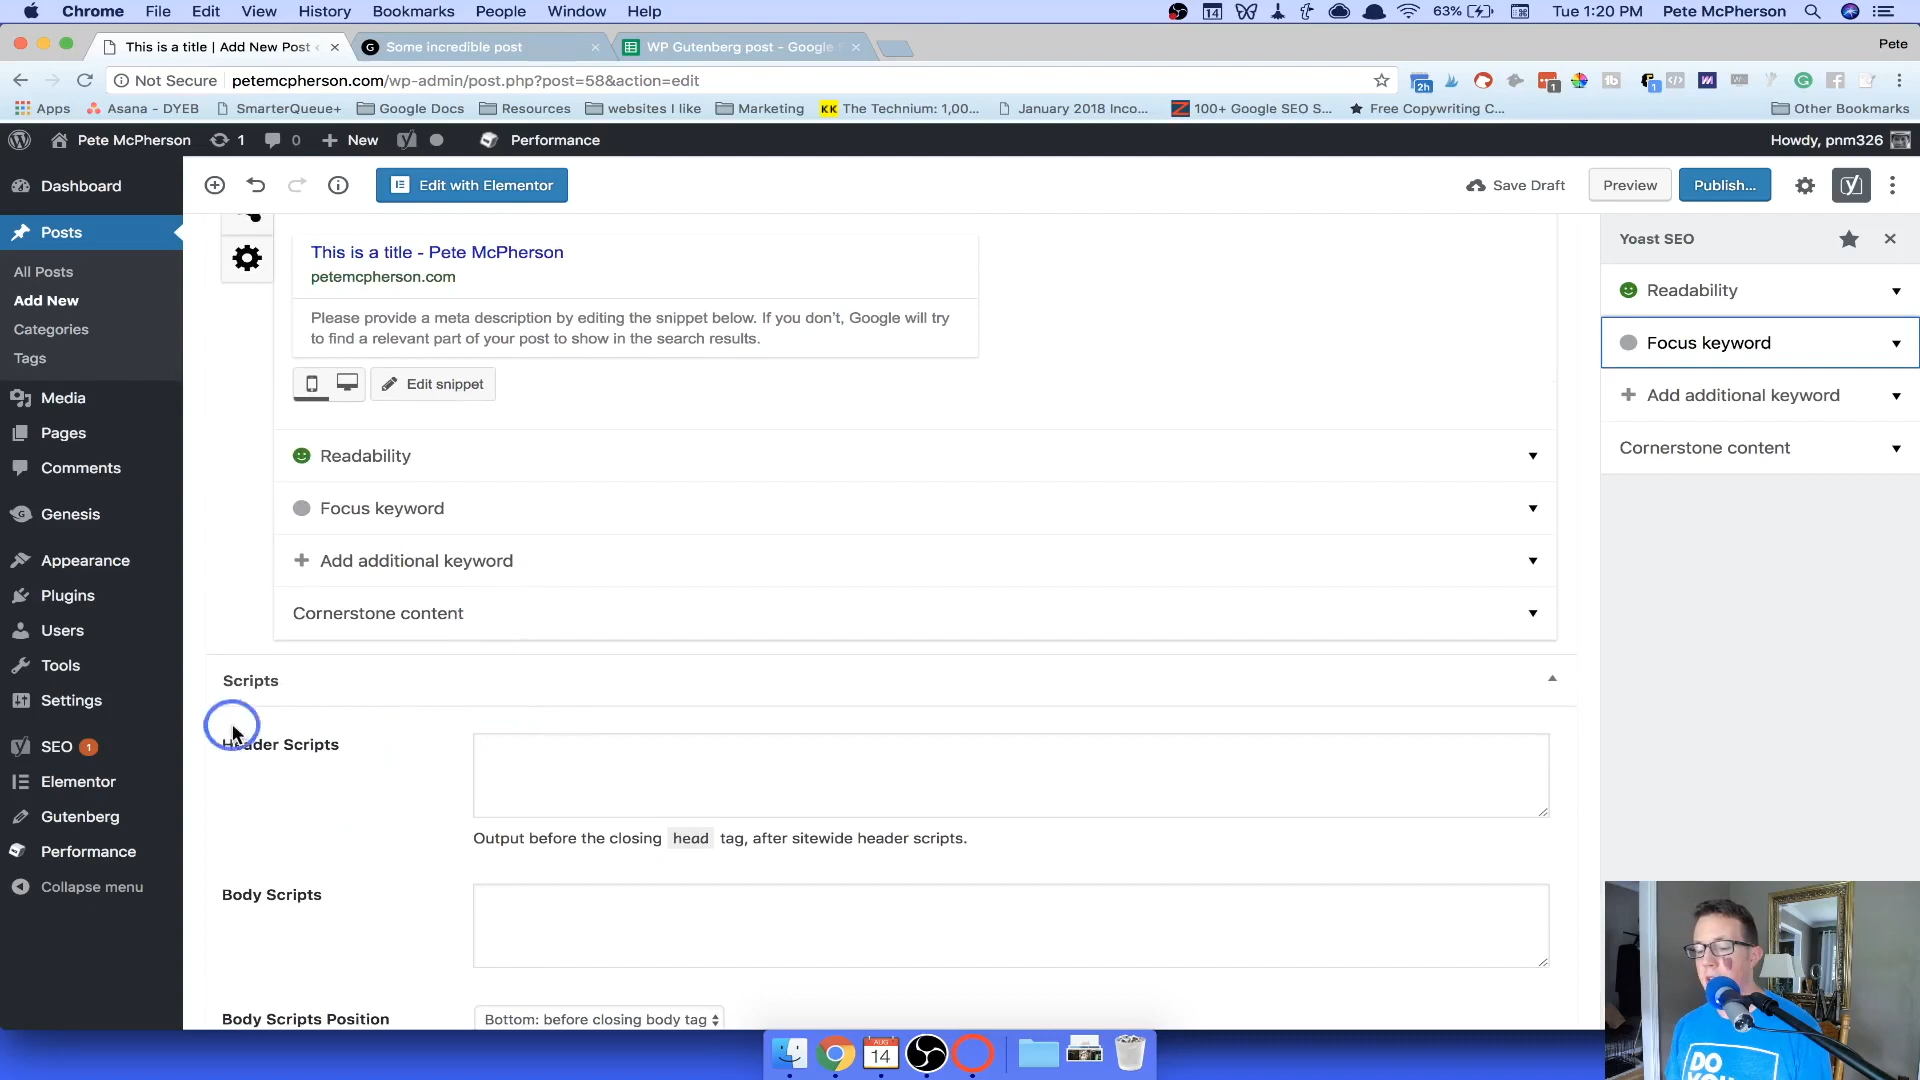 Chrome File Edit View History Bookmarks People Window Help
14 63% Tue 1:20 PM Pete McPherson
This is a title | Add New Post
Some incredible post
WP Gutenberg post - Google
Pete
Not Secure petemcpherson.com/wp-admin/post.php?post=58&action=edit
Apps Asana - DYEB SmarterQueue+ Google Docs Resources websites I like Marketing KK The Technium: 1,00... January 2018 Inco... 100+ Google SEO S... Free Copywriting C... Other Bookmarks
Pete McPherson 1 0 New Performance Howdy, pnm326
Dashboard
Posts
All Posts
Add New
Categories
Tags
Media
Pages
Comments
Genesis
Appearance
Plugins
Users
Tools
Settings
SEO 1
Elementor
Gutenberg
Performance
Collapse menu
Edit with Elementor
Save Draft
Preview
Publish...
This is a title - Pete McPherson
petemcpherson.com
Please provide a meta description by editing the snippet below. If you don't, Google will try
to find a relevant part of your post to show in the search results.
Edit snippet
Readability
Focus keyword
Add additional keyword
Cornerstone content
Scripts
Header Scripts
Output before the closing head tag, after sitewide header scripts.
Body Scripts
Body Scripts Position
Bottom: before closing body tag
Yoast SEO
Readability
Focus keyword
Add additional keyword
Cornerstone content
AUG
14
DO